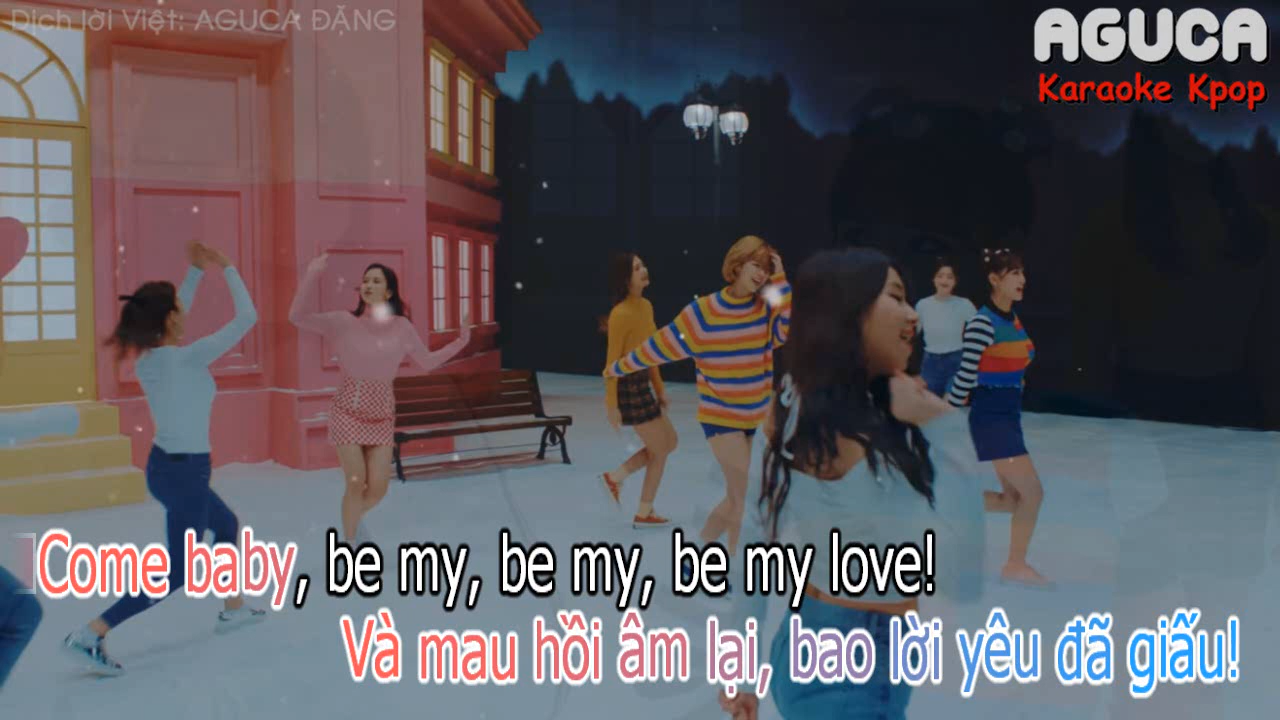 Dịch lời Việt: AGUCA ĐẶNG
AGUCA
Karaoke Kpop
Come baby, be my, be my, be my love!
Và mau hồi âm lại, bao lời yêu đã giấu!